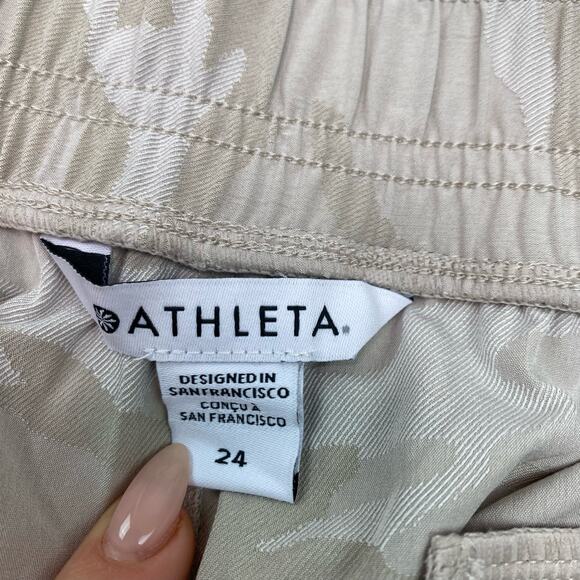 ATHLETA®
DESIGNED IN
SAN FRANCISCO
CONÇU À
SAN FRANCISCO
24